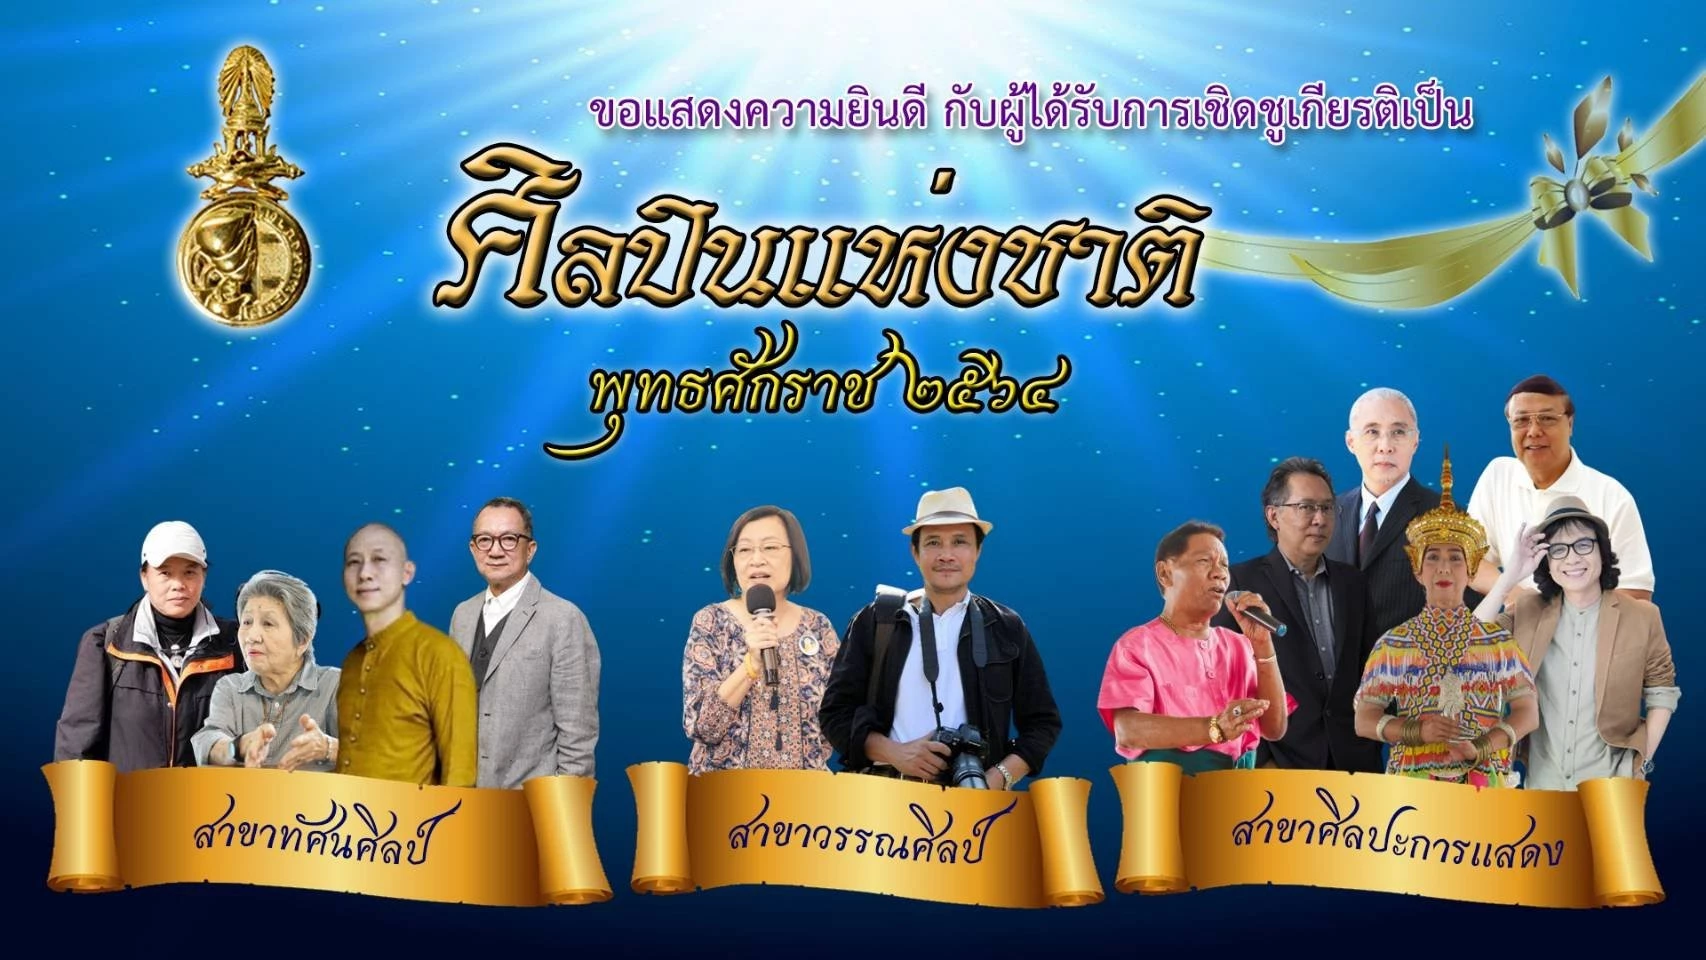 ขอแสดงความยินดี กับผู้ได้รับการเชิดชูเกียรติเป็น
ศิลปินแห่งชาติ
พุทธศักราช ๒๕๖๔
สาขาทัศนศิลป์
สาขาวรรณศิลป์
สาขาศิลปะการแสดง